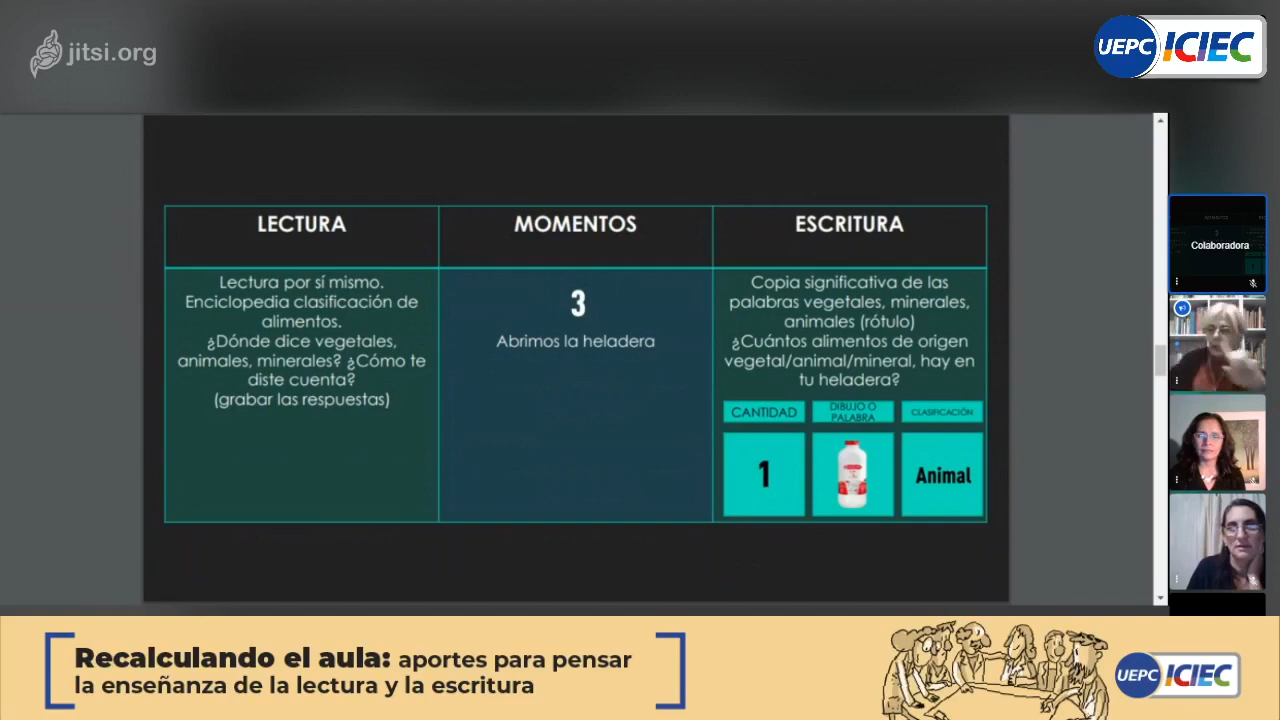 jitsi.org
UEPC ICIEC
LECTURA
MOMENTOS
ESCRITURA
Lectura por sí mismo.
Enciclopedia clasificación de
alimentos.
¿Dónde dice vegetales,
animales, minerales? ¿Cómo te
diste cuenta?
(grabar las respuestas)
3
Abrimos la heladera
Copia significativa de las
palabras vegetales, minerales,
animales (rótulo)
¿Cuántos alimentos de origen
vegetal/animal/mineral, hay en
tu heladera?
CANTIDAD
DIBUJO O
PALABRA
CLASIFICACIÓN
1
Animal
Colaboradora
Recalculando el aula: aportes para pensar
la enseñanza de la lectura y la escritura
UEPC ICIEC